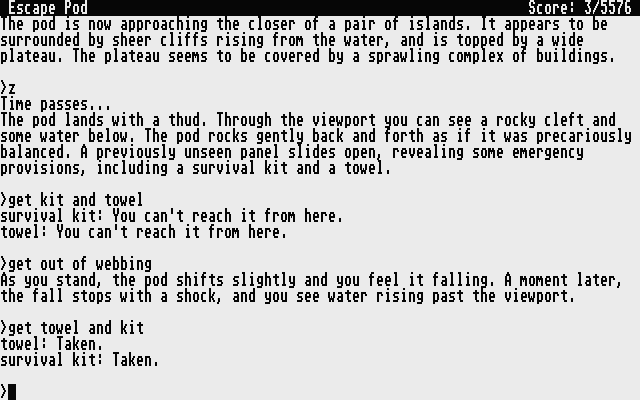 Escape Pod Score: 3/5576
The pod is now approaching the closer of a pair of islands. It appears to be
surrounded by sheer cliffs rising from the water, and is topped by a wide
plateau. The plateau seems to be covered by a sprawling complex of buildings.
>z
Time passes...
The pod lands with a thud. Through the viewport you can see a rocky cleft and
some water below. The pod rocks gently back and forth as if it was precariously
balanced. A previously unseen panel slides open, revealing some emergency
provisions, including a survival kit and a towel.
>get kit and towel
survival kit: You can't reach it from here.
towel: You can't reach it from here.
>get out of webbing
As you stand, the pod shifts slightly and you feel it falling. A moment later,
the fall stops with a shock, and you see water rising past the viewport.
>get towel and kit
towel: Taken.
survival kit: Taken.
>